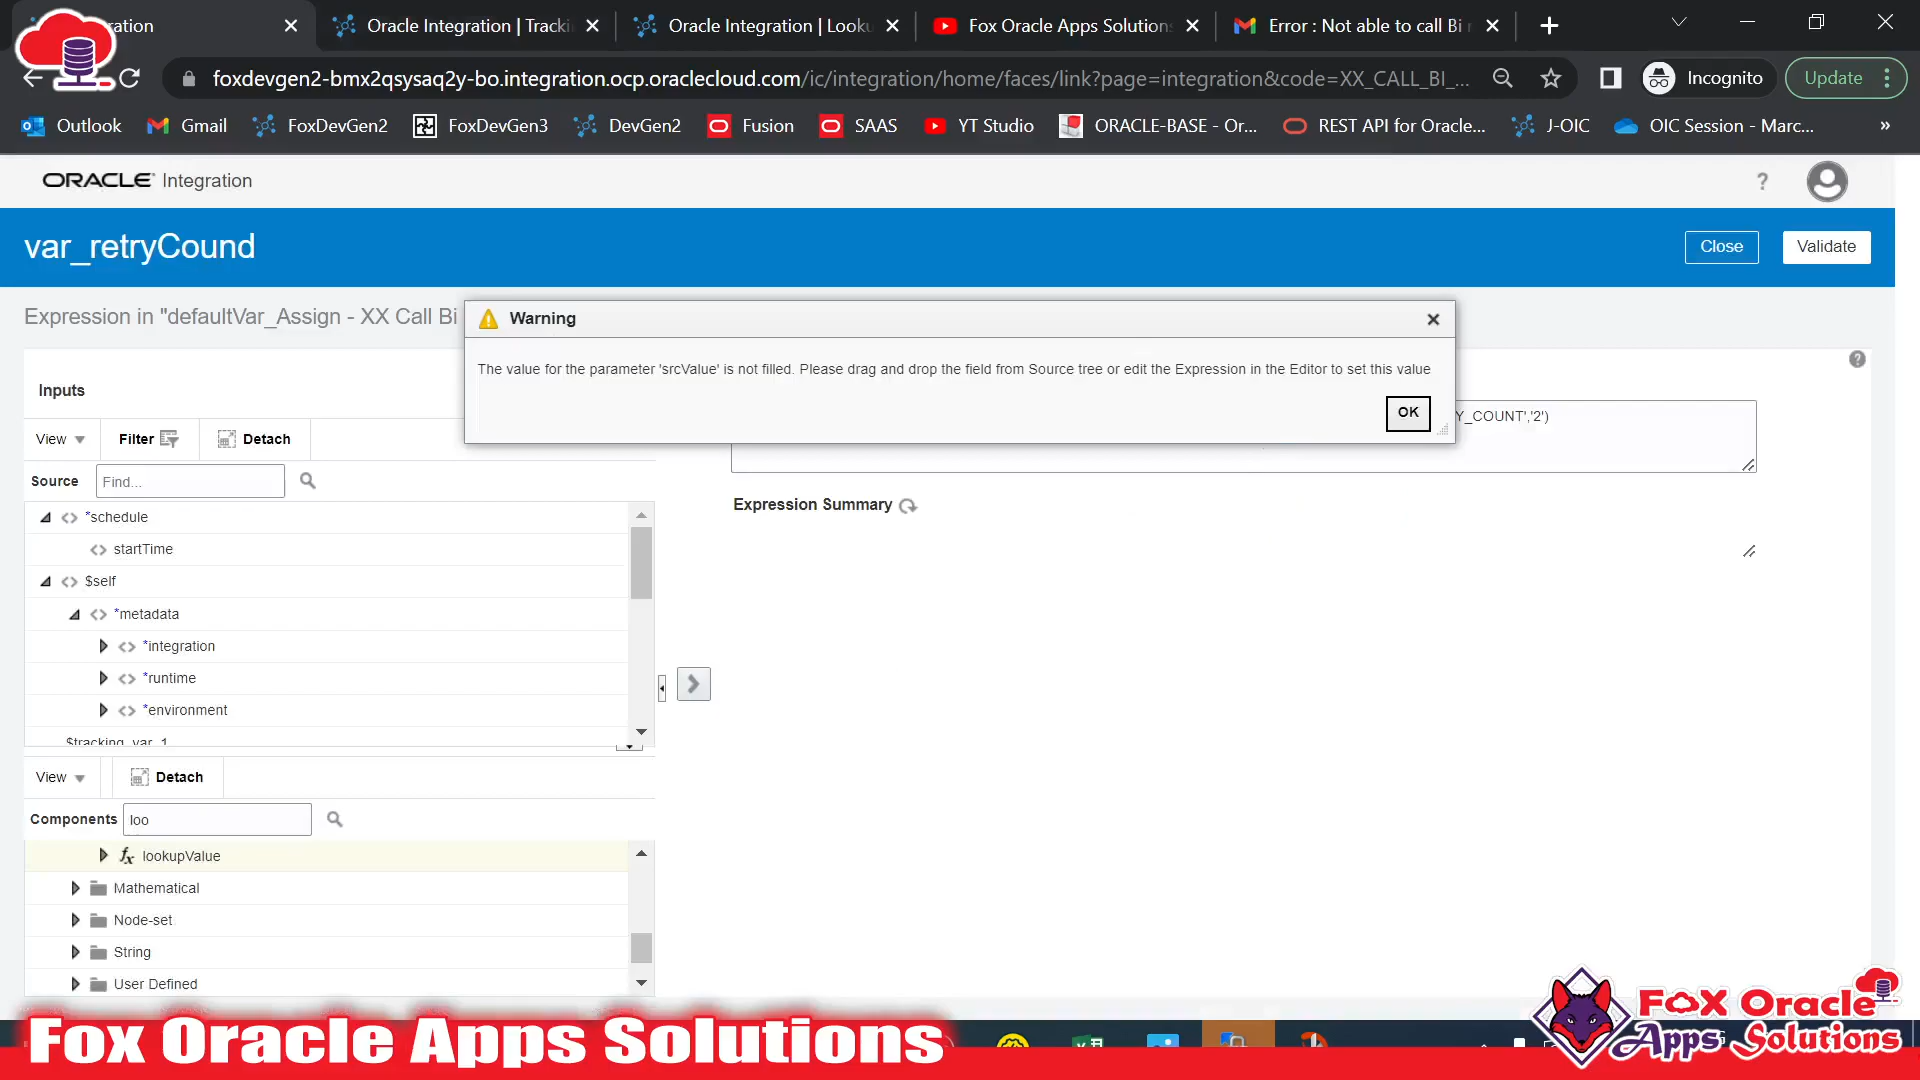 ration
Oracle Integration | Tracki
Oracle Integration | Looku
Fox Oracle Apps Solutions
Error : Not able to call Bi r
foxdevgen2-bmx2qsysaq2y-bo.integration.ocp.oraclecloud.com/ic/integration/home/faces/link?page=integration&code=XX_CALL_BI_...
Incognito
Update
Outlook
Gmail
FoxDevGen2
FoxDevGen3
DevGen2
Fusion
SAAS
YT Studio
ORACLE-BASE - Or...
REST API for Oracle...
J-OIC
OIC Session - Marc...
»
ORACLE Integration
?
var_retryCound
Close
Validate
Expression in "defaultVar_Assign - XX Call Bi
Warning
The value for the parameter 'srcValue' is not filled. Please drag and drop the field from Source tree or edit the Expression in the Editor to set this value
OK
Y_COUNT','2')
Inputs
View
Filter
Detach
Source
Find...
*schedule
startTime
$self
*metadata
*integration
*runtime
*environment
$tracking_var_1
Expression Summary
View
Detach
Components
loo
lookupValue
Mathematical
Node-set
String
User Defined
Fox Oracle Apps Solutions
Fox Oracle
Apps Solutions